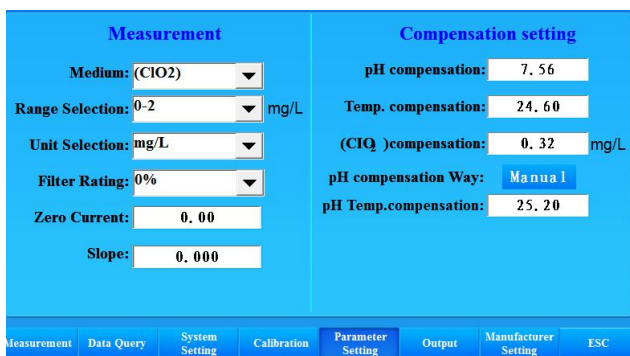 Measurement
Medium: (ClO2)
Range Selection: 0-2 mg/L
Unit Selection: mg/L
Filter Rating: 0%
Zero Current: 0.00
Slope: 0.000
Compensation setting
pH compensation: 7.56
Temp. compensation: 24.60
(ClO2 )compensation: 0.32 mg/L
pH compensation Way: Manual
pH Temp.compensation: 25.20
Measurement Data Query System Setting Calibration Parameter Setting Output Manufacturer Setting ESC